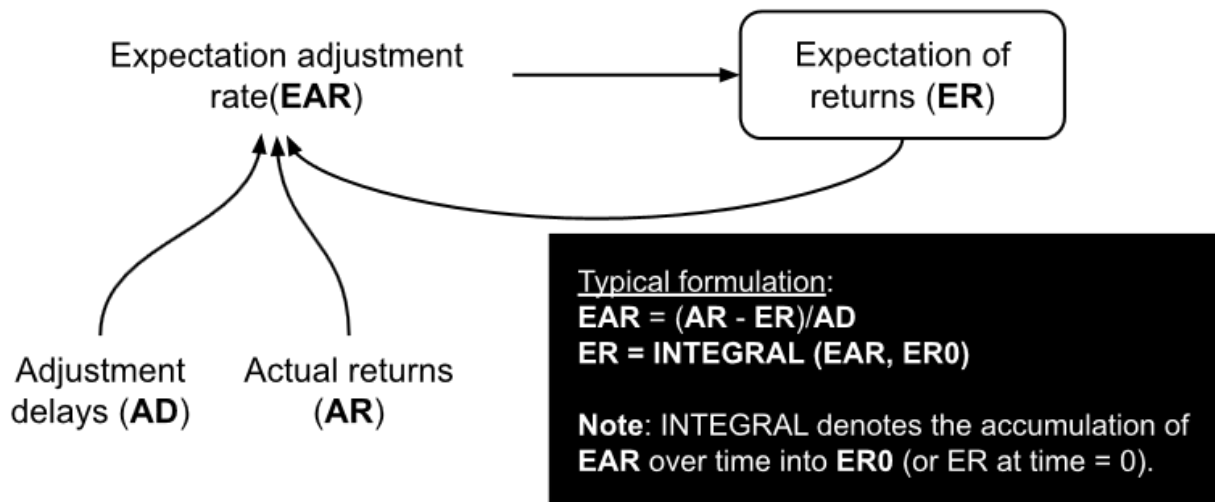 Expectation adjustment
rate(EAR)
Expectation of
returns (ER)
Adjustment
delays (AD)
Actual returns
(AR)
Typical formulation:
EAR = (AR - ER)/AD
ER = INTEGRAL (EAR, ER0)
Note: INTEGRAL denotes the accumulation of
EAR over time into ER0 (or ER at time = 0).